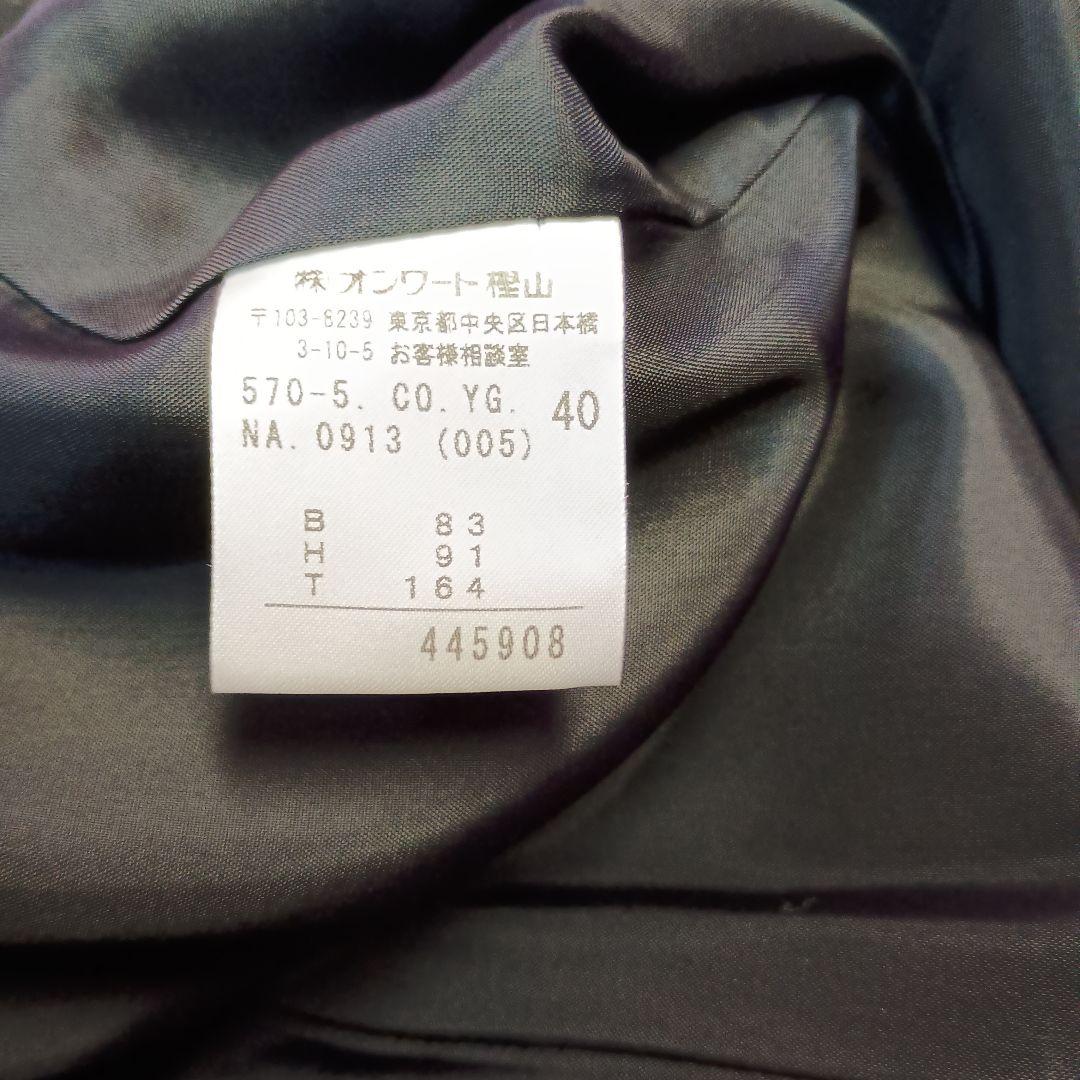 ㈱オンワード樫山
〒103-8239 東京都中央区日本橋
3-10-5 お客様相談室
570-5. CO.YG. 40
NA. 0913 (005)
B 83
H 91
T 164
445908